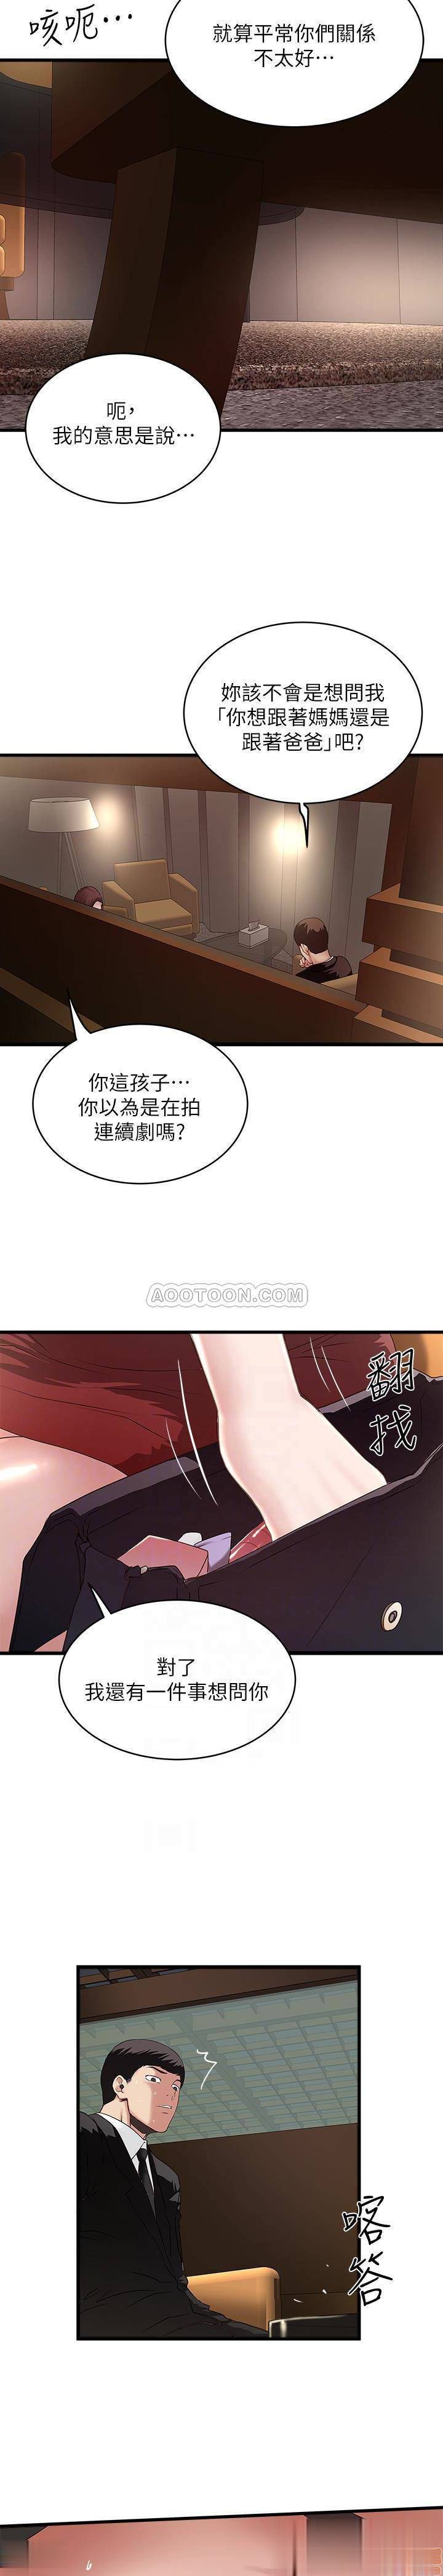 咳呃…
就算平常你們關係
不太好…
呃，
我的意思是說…
妳該不會是想問我
「你想跟著媽媽還是
跟著爸爸」吧?
你這孩子…
你以為是在拍
連續劇嗎?
AOOTOON.COM
翻找
對了
我還有一件事想問你
喀答